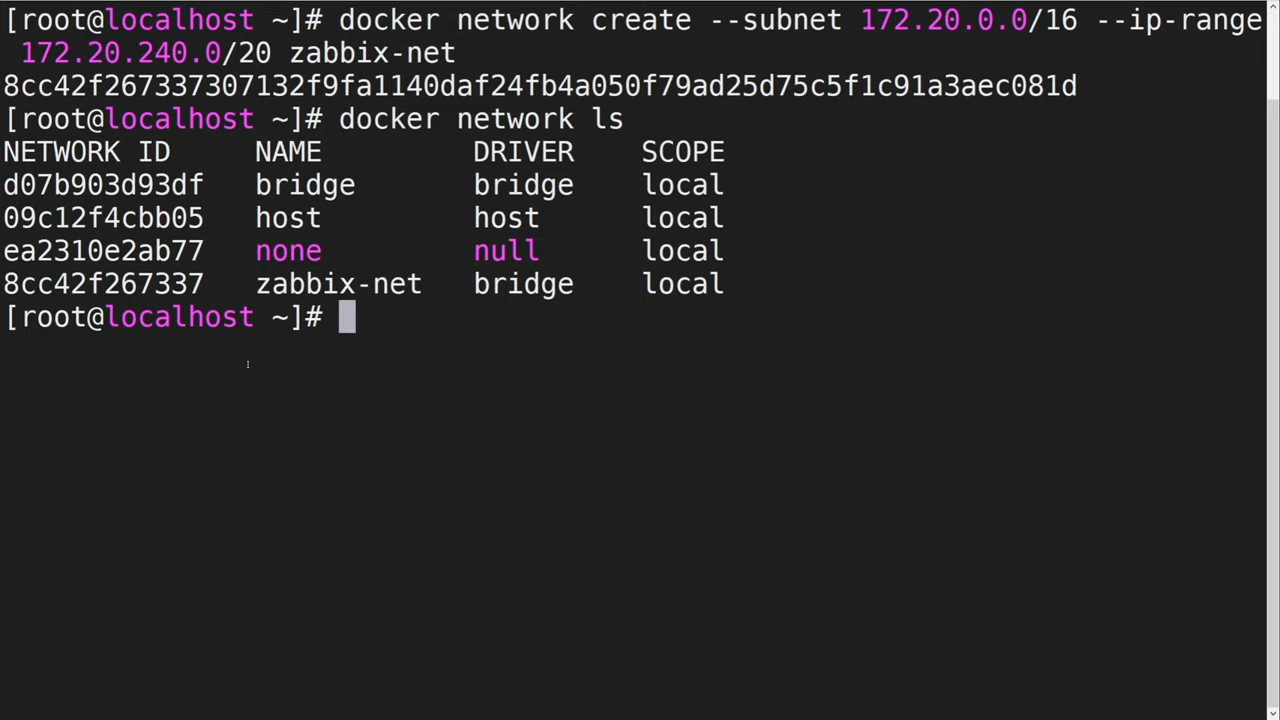 [root@localhost ~]# docker network create --subnet 172.20.0.0/16 --ip-range
172.20.240.0/20 zabbix-net
8cc42f267337307132f9fa1140daf24fb4a050f79ad25d75c5f1c91a3aec081d
[root@localhost ~]# docker network ls
NETWORK ID   NAME         DRIVER    SCOPE
d07b903d93df   bridge       bridge    local
09c12f4cbb05   host         host      local
ea2310e2ab77   none         null      local
8cc42f267337   zabbix-net   bridge    local
[root@localhost ~]#